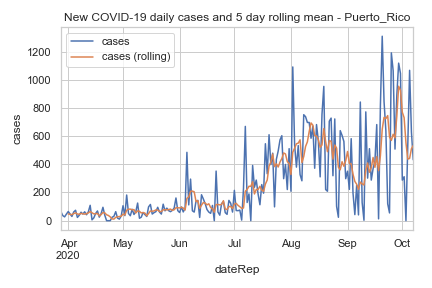 New COVID-19 daily cases and 5 day rolling mean - Puerto_Rico
cases
cases (rolling)
cases
1200
1000
800
600
400
200
0
Apr
2020
May
Jun
Jul
Aug
Sep
Oct
dateRep